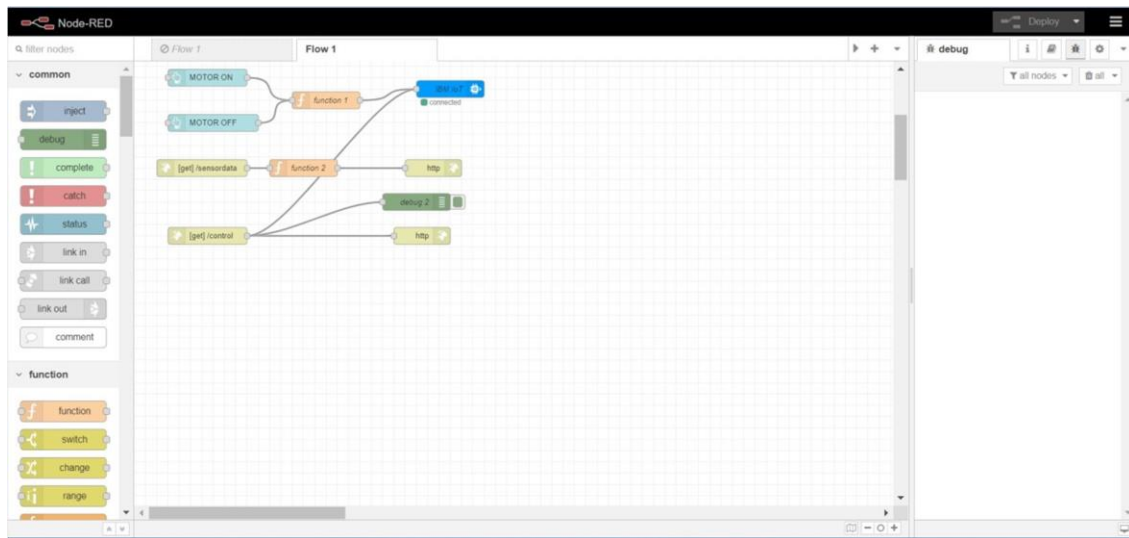 Node-RED
Deploy
filter nodes
Flow 1
Flow 1
debug
i
all nodes
all
common
inject
debug
complete
catch
status
link in
link call
link out
comment
function
function
switch
change
range
MOTOR ON
MOTOR OFF
function 1
IBM IoT
connected
[get] /sensordata
function 2
http
debug 2
[get] /control
http